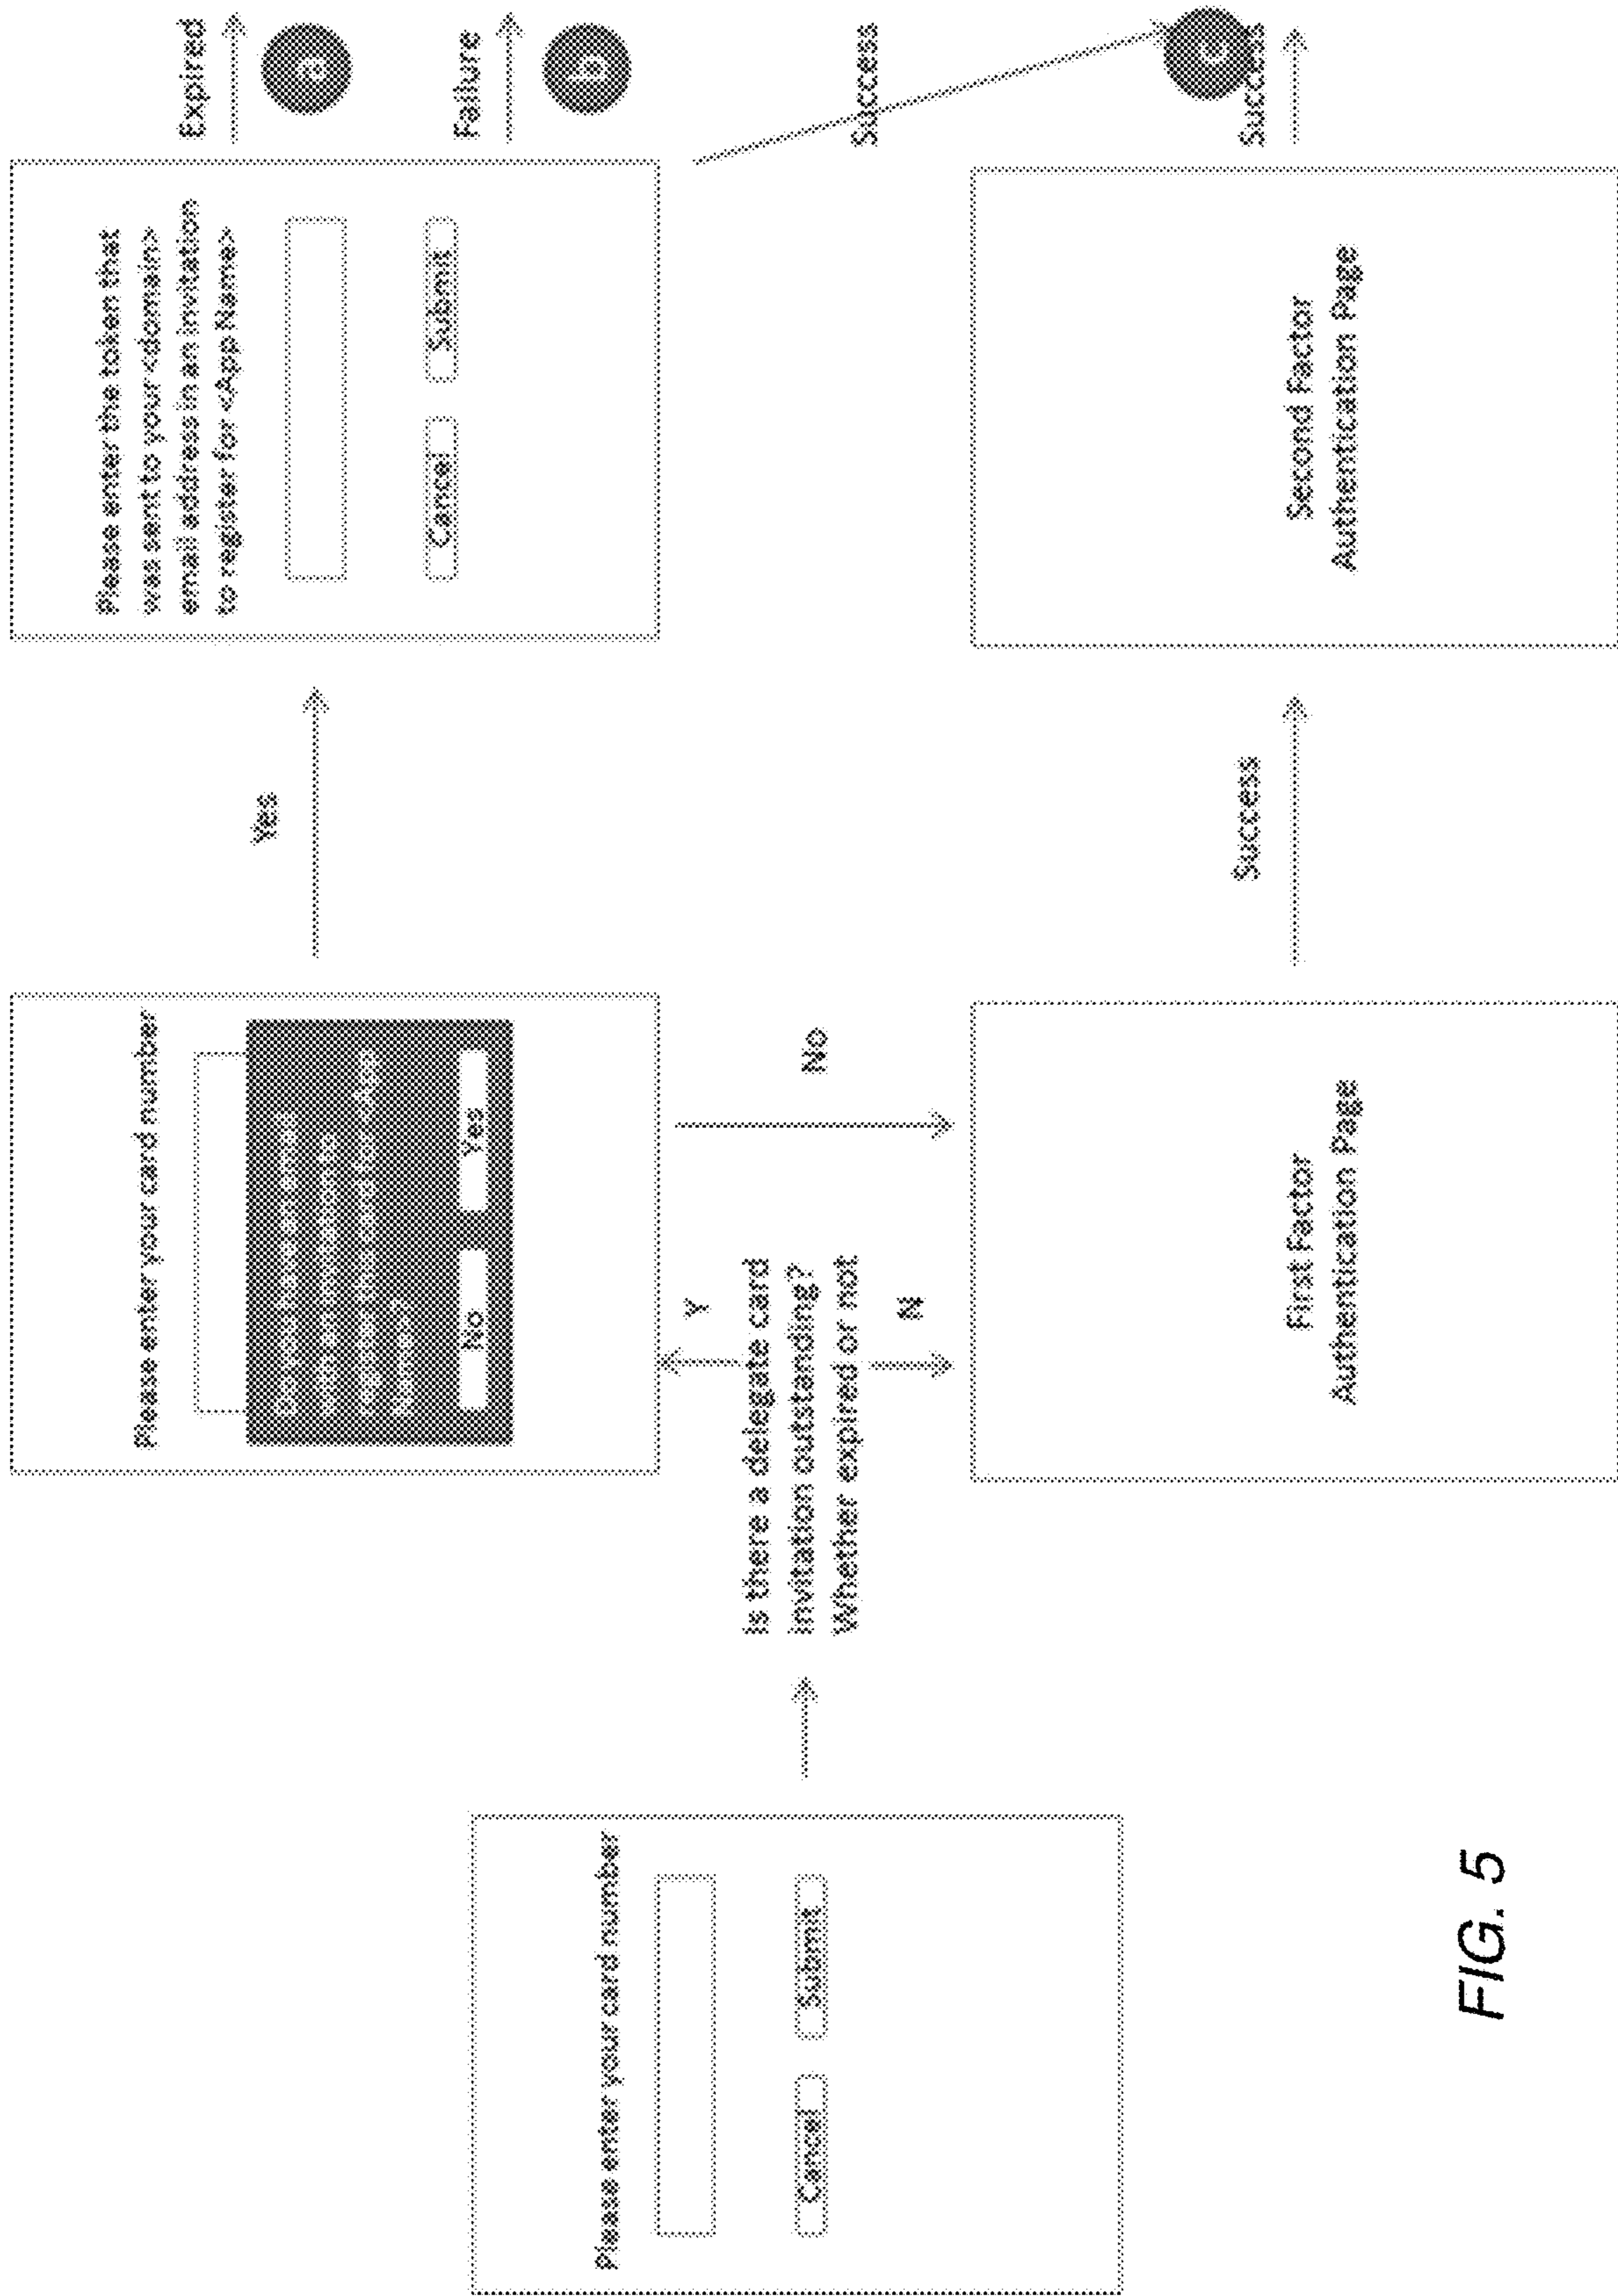 Please enter your card number
Cancel
Submit
Is there a delegate card
invitation outstanding?
Whether expired or not
Y
N
Please enter your card number
No
Yes
Yes
No
Please enter the token that
was sent to your <domain>
email address in an invitation
to register for <App Name>
Cancel
Submit
Expired
a
Failure
b
Success
c
First Factor
Authentication Page
Success
Second Factor
Authentication Page
Success
FIG. 5